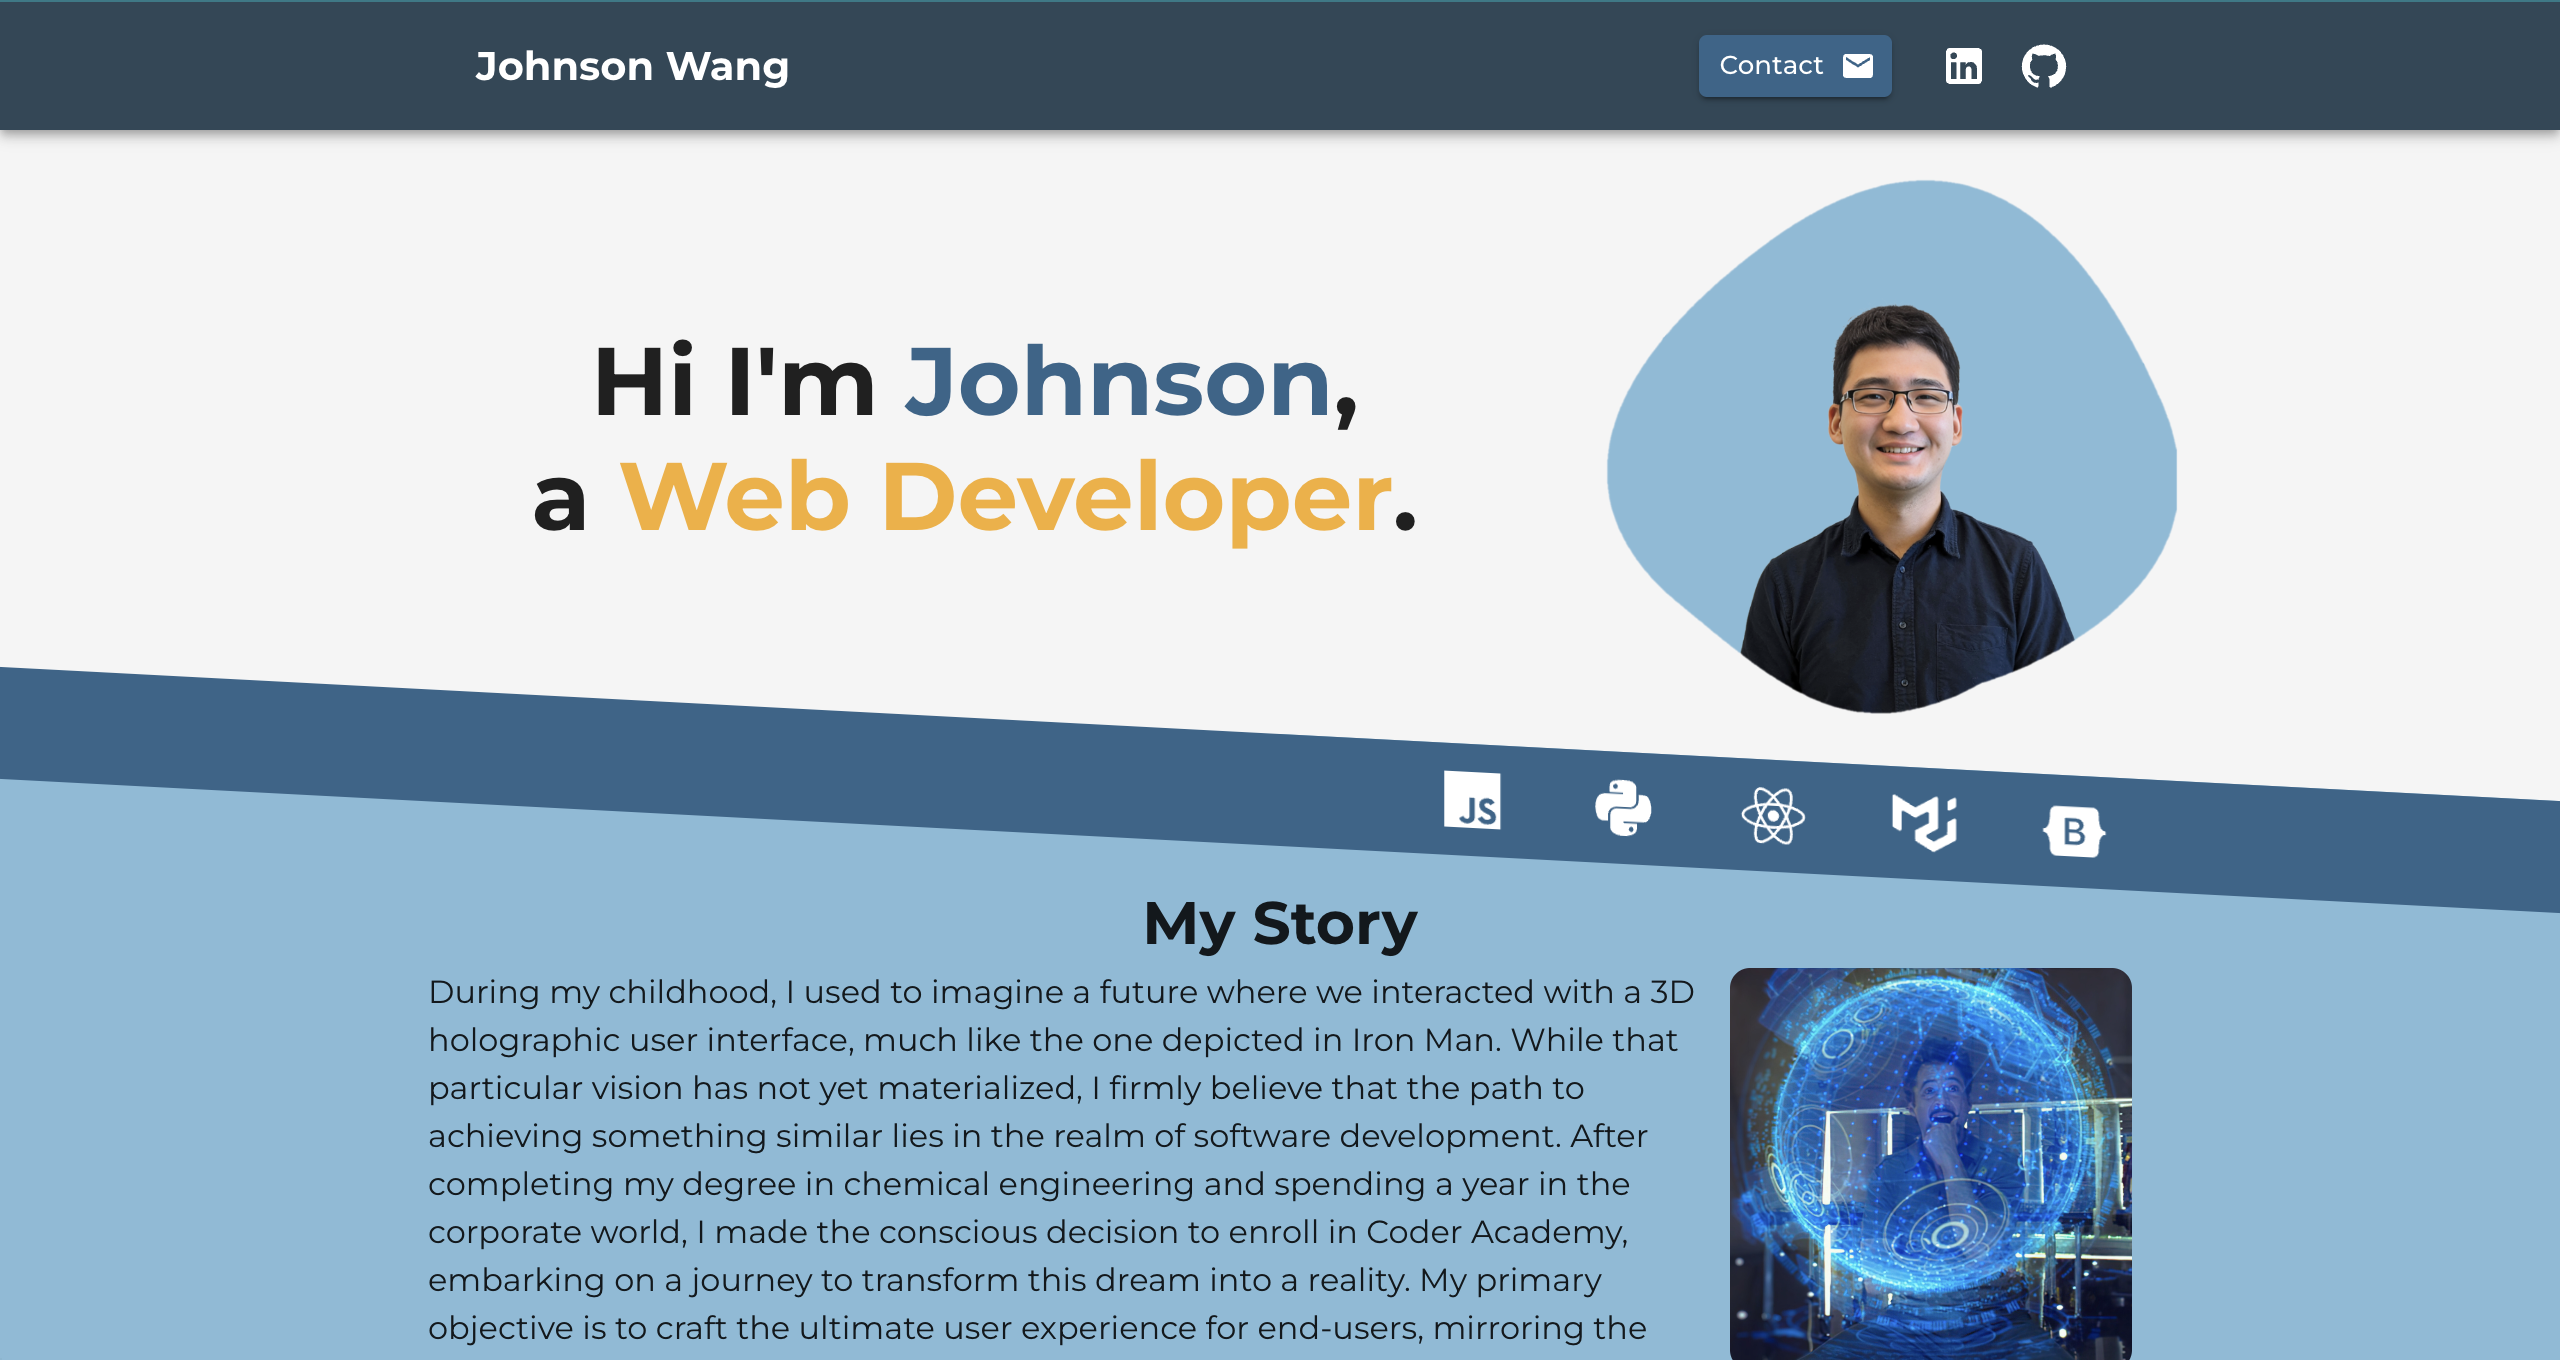 Johnson Wang
Contact
Hi I'm Johnson,
a Web Developer.
JS
B
My Story
During my childhood, I used to imagine a future where we interacted with a 3D
holographic user interface, much like the one depicted in Iron Man. While that
particular vision has not yet materialized, I firmly believe that the path to
achieving something similar lies in the realm of software development. After
completing my degree in chemical engineering and spending a year in the
corporate world, I made the conscious decision to enroll in Coder Academy,
embarking on a journey to transform this dream into a reality. My primary
objective is to craft the ultimate user experience for end-users, mirroring the